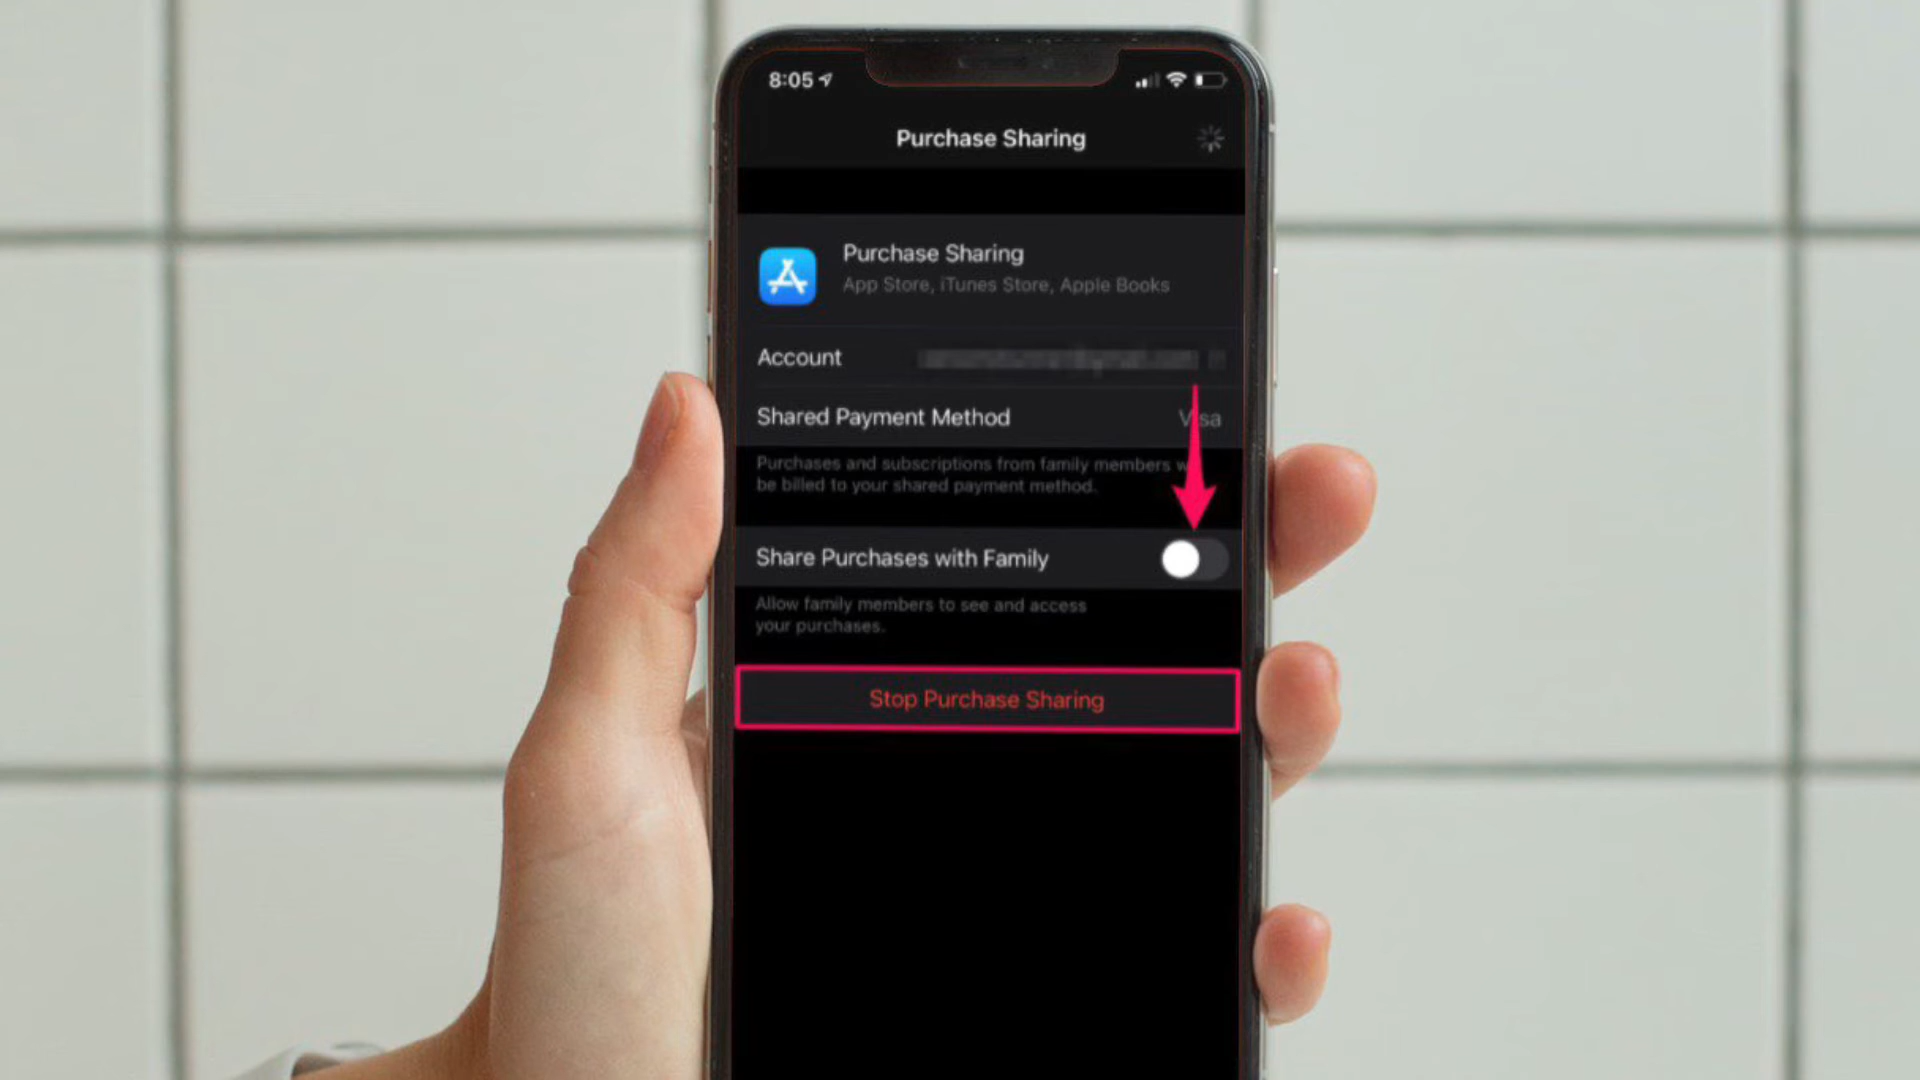 8:05
Purchase Sharing
Purchase Sharing
App Store, iTunes Store, Apple Books
Account
Shared Payment Method
Purchases and subscriptions from family members
be billed to your shared payment method.
Share Purchases with Family
Allow family members to see and access
your purchases.
Stop Purchase Sharing